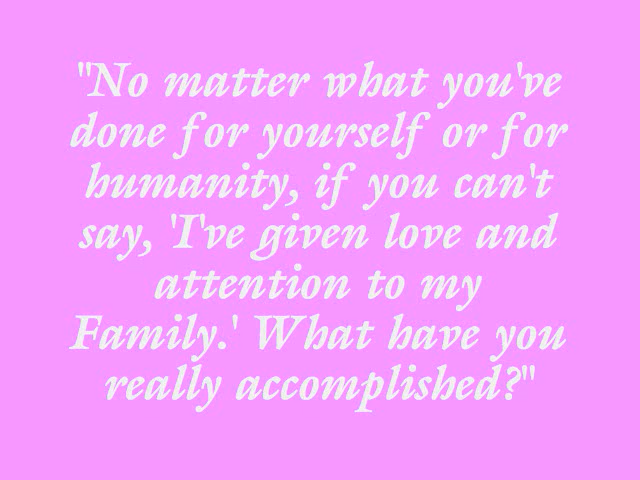 "No matter what you've
done for yourself or for
humanity, if you can't
say, 'I've given love and
attention to my
Family.' What have you
really accomplished?"